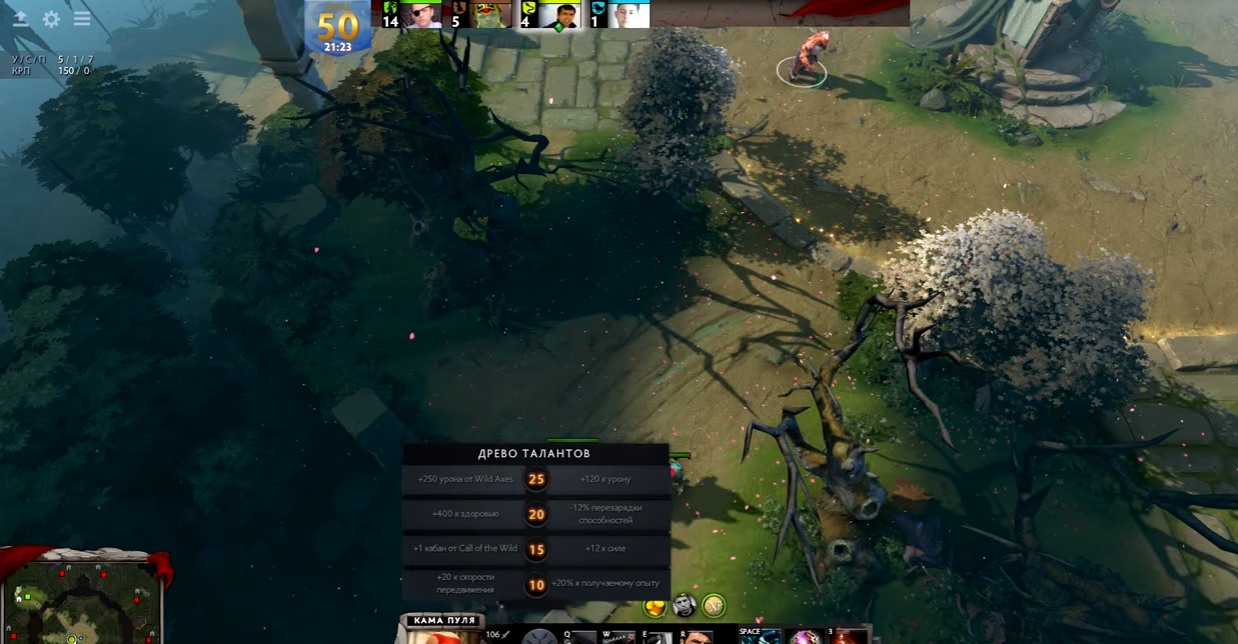 50
21:23
14
5
4
1
У/С/П 5 / 1 / 7
КРП 150 / 0
ДРЕВО ТАЛАНТОВ
+250 урона от Wild Axes 25 +120 к урону
+400 к здоровью 20 -12% перезарядки способностей
+1 кабан от Call of the Wild 15 +12 к силе
+20 к скорости передвижения 10 +20% к получаемому опыту
КАМА ПУЛЯ
106
Q
W
E
R
SPACE
3
XP